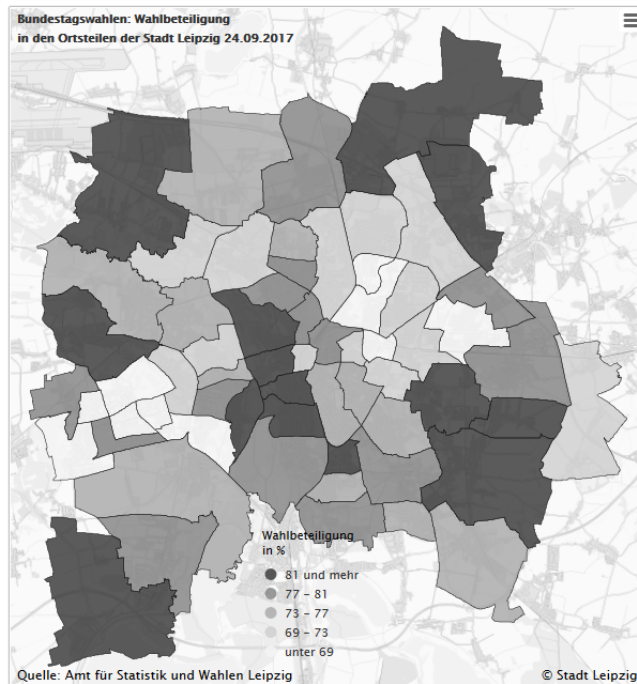 Bundestagswahlen: Wahlbeteiligung
in den Ortsteilen der Stadt Leipzig 24.09.2017
Wahlbeteiligung
in %
81 und mehr
77 – 81
73 – 77
69 – 73
unter 69
Quelle: Amt für Statistik und Wahlen Leipzig
© Stadt Leipzig